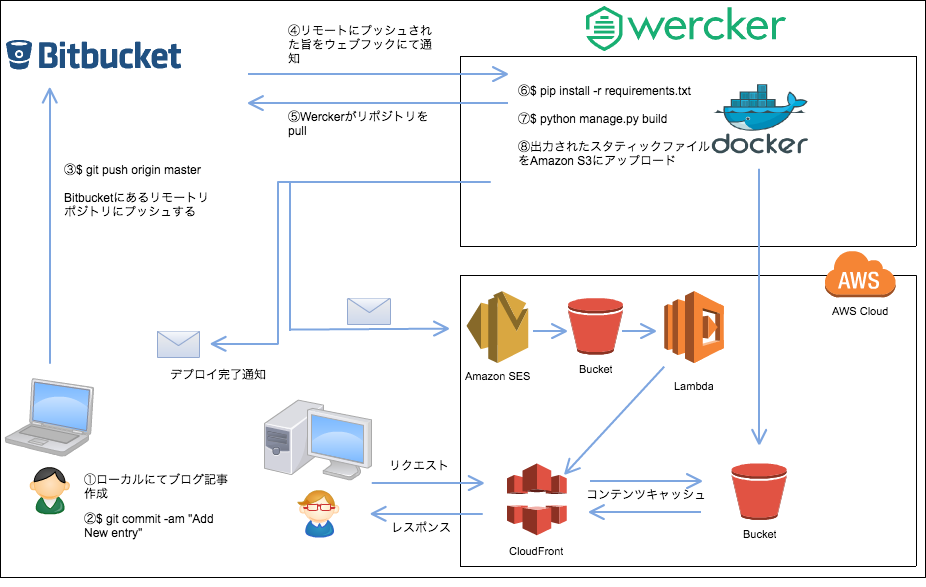 Bitbucket
④リモートにプッシュされ
た旨をウェブフックにて通
知
wercker
⑤Werckerがリポジトリを
pull
⑥$ pip install -r requirements.txt
⑦$ python manage.py build
⑧出力されたスタティックファイル
をAmazon S3にアップロード
docker
③$ git push origin master
Bitbucketにあるリモートリ
ポジトリにプッシュする
AWS
AWS Cloud
デプロイ完了通知
Amazon SES
Bucket
Lambda
①ローカルにてブログ記事
作成
②$ git commit -am "Add
New entry"
リクエスト
レスポンス
CloudFront
コンテンツキャッシュ
Bucket